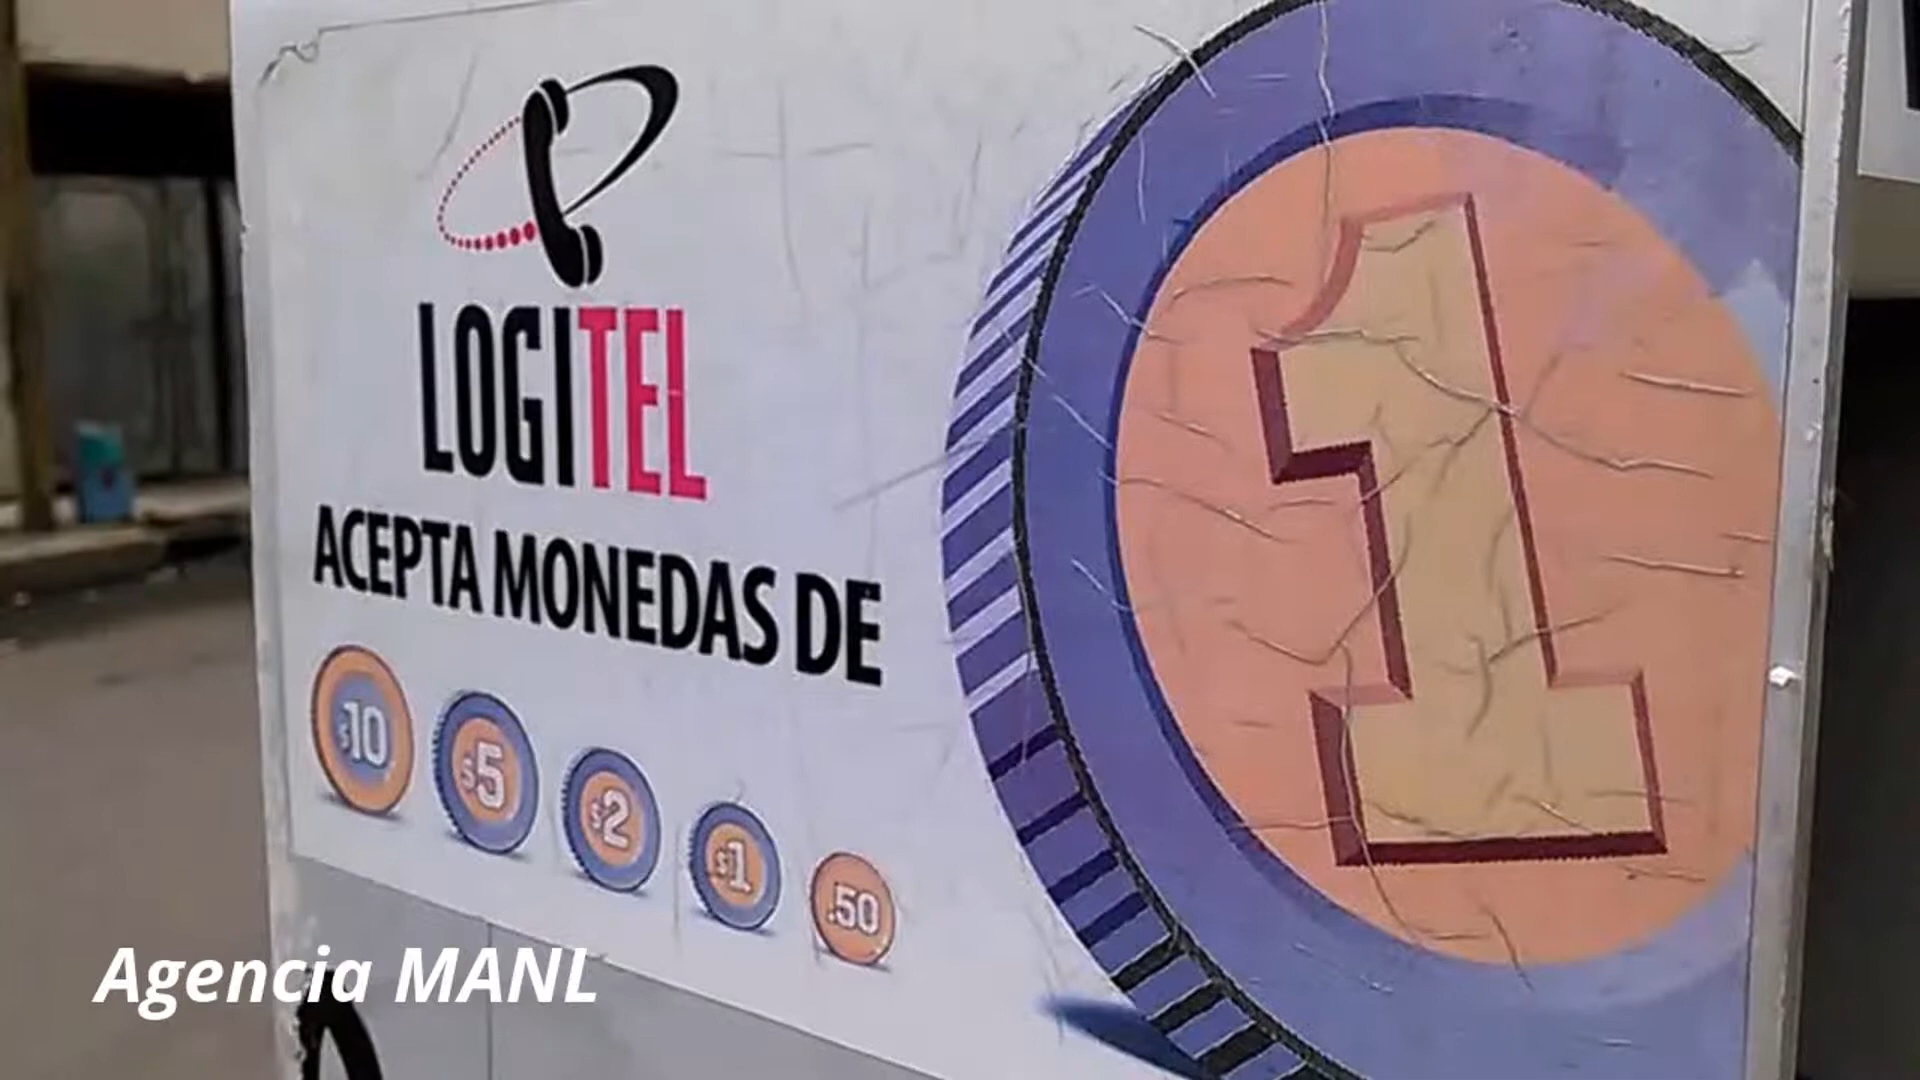 LOGITEL
ACEPTA MONEDAS DE
$10 $5 $2 $1 .50
1
Agencia MANL